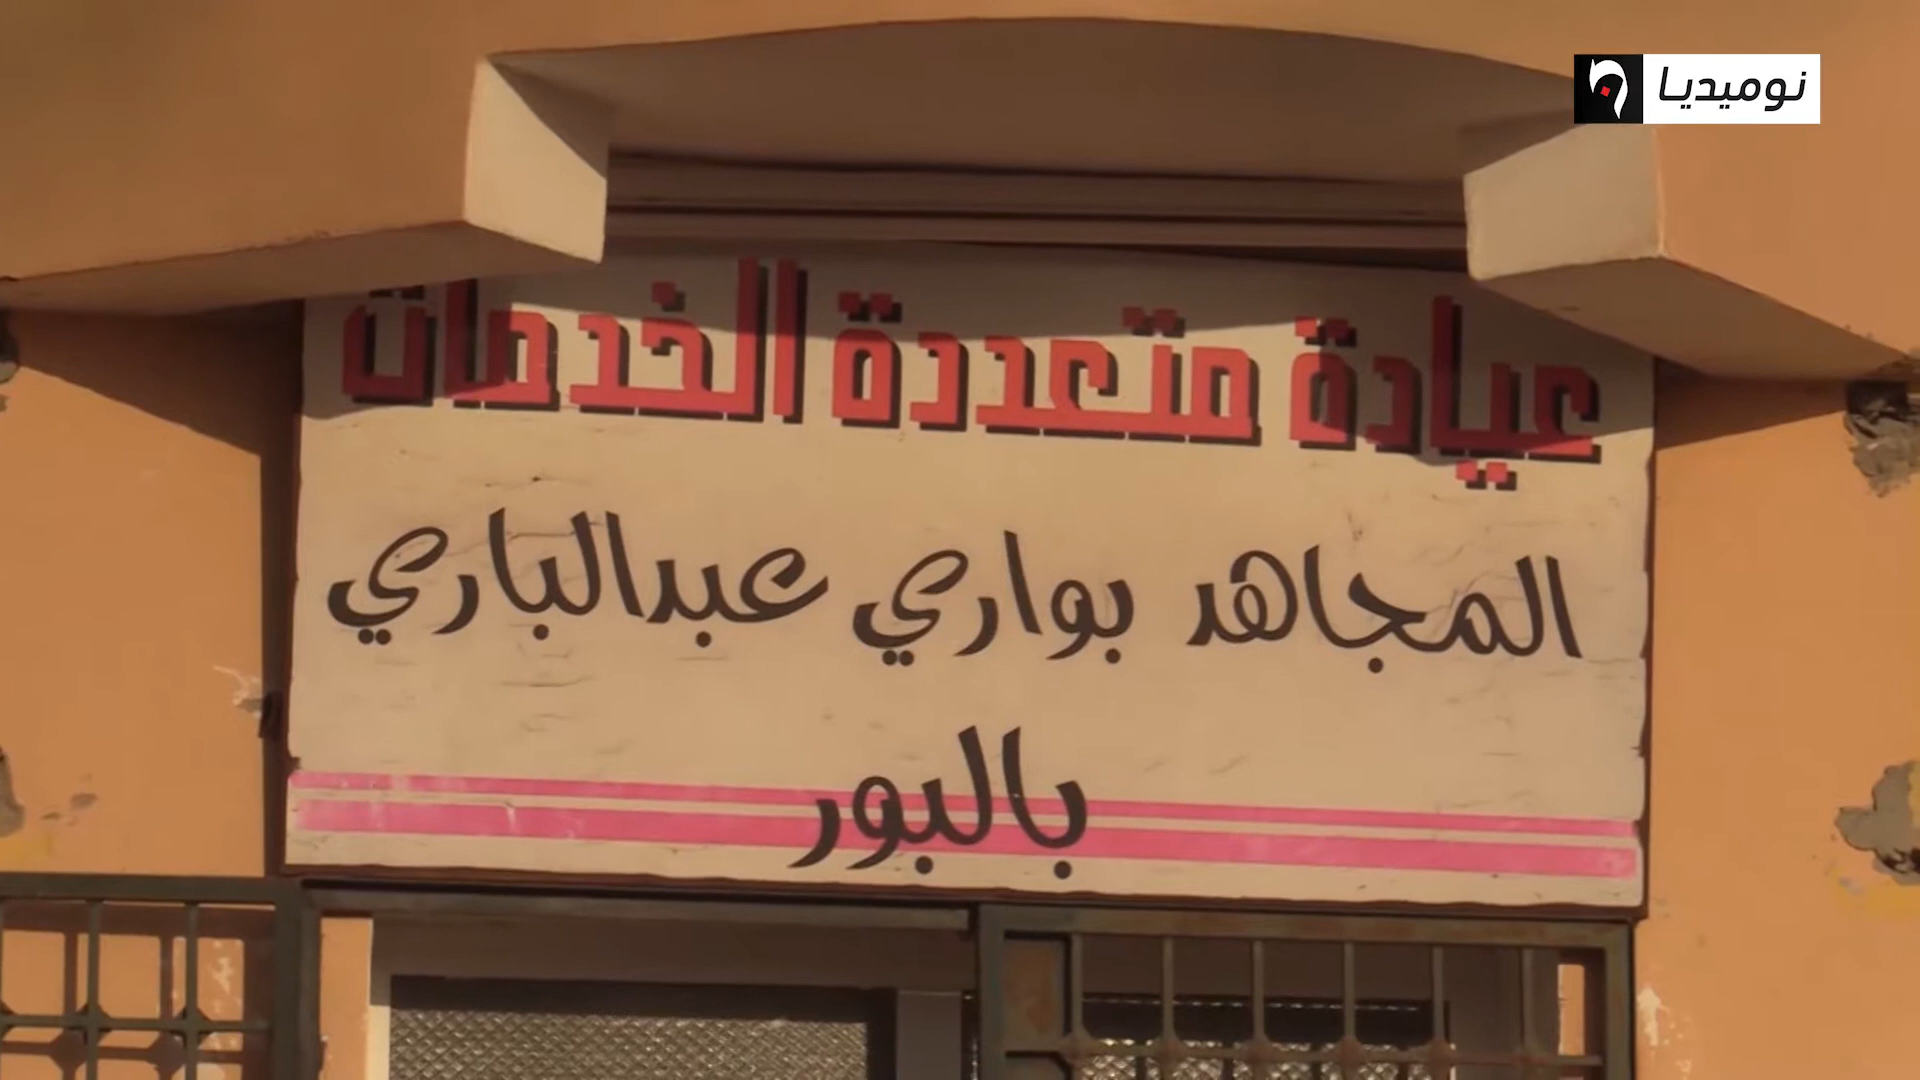 نوميديا
عيادة متعددة الخدمات
المجاهد بواري عبدالباري
بالبور